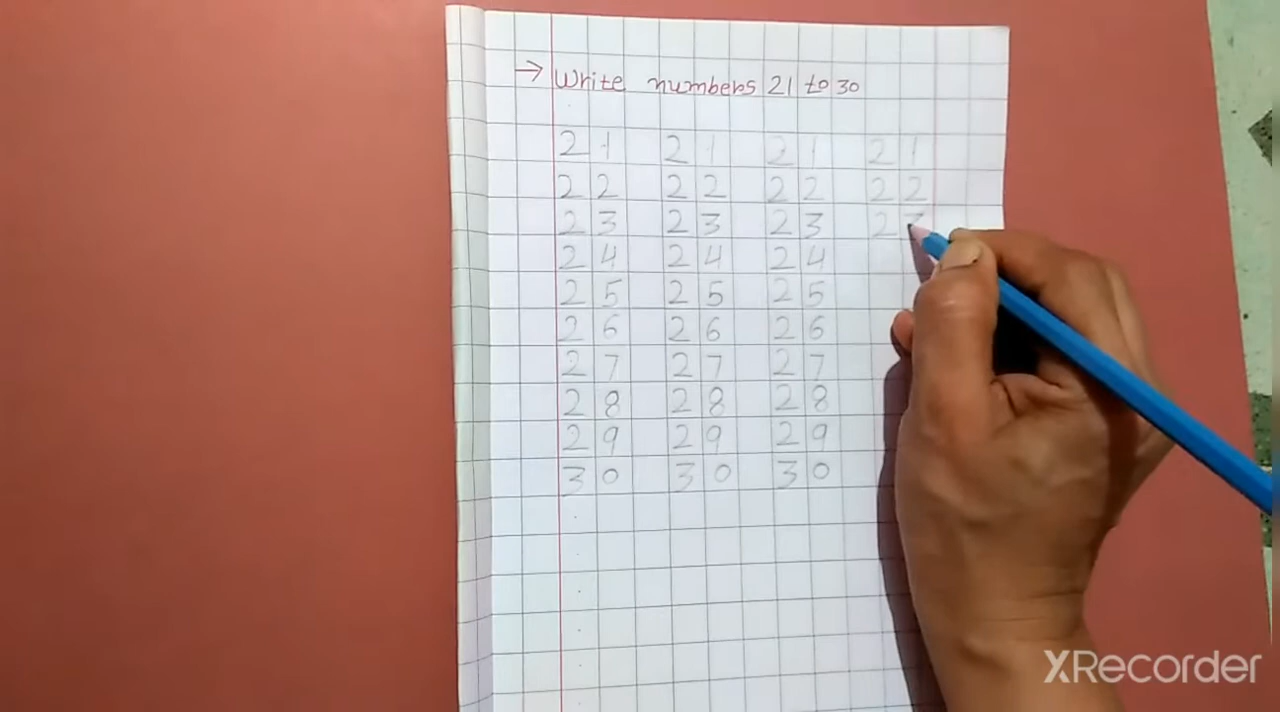 → Write numbers 21 to 30
21 21 21 21
22 22 22 22
23 23 23 23
24 24 24
25 25 25
26 26 26
27 27 27
28 28 28
29 29 29
30 30 30
XRecorder